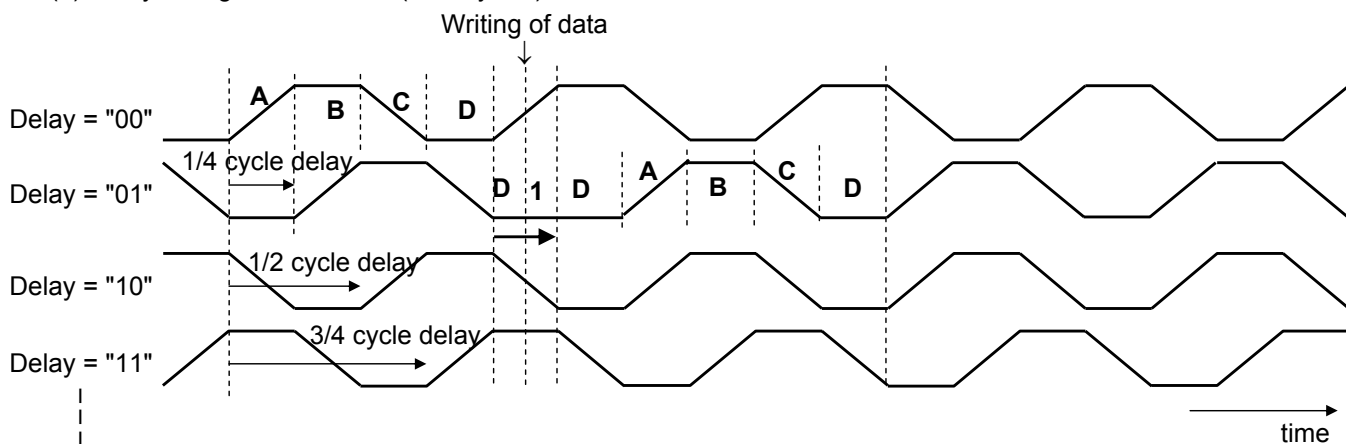 Writing of data
↓
A B C D
Delay = "00"
1/4 cycle delay
Delay = "01"
D 1 D A B C D
1/2 cycle delay
Delay = "10"
3/4 cycle delay
Delay = "11"
time